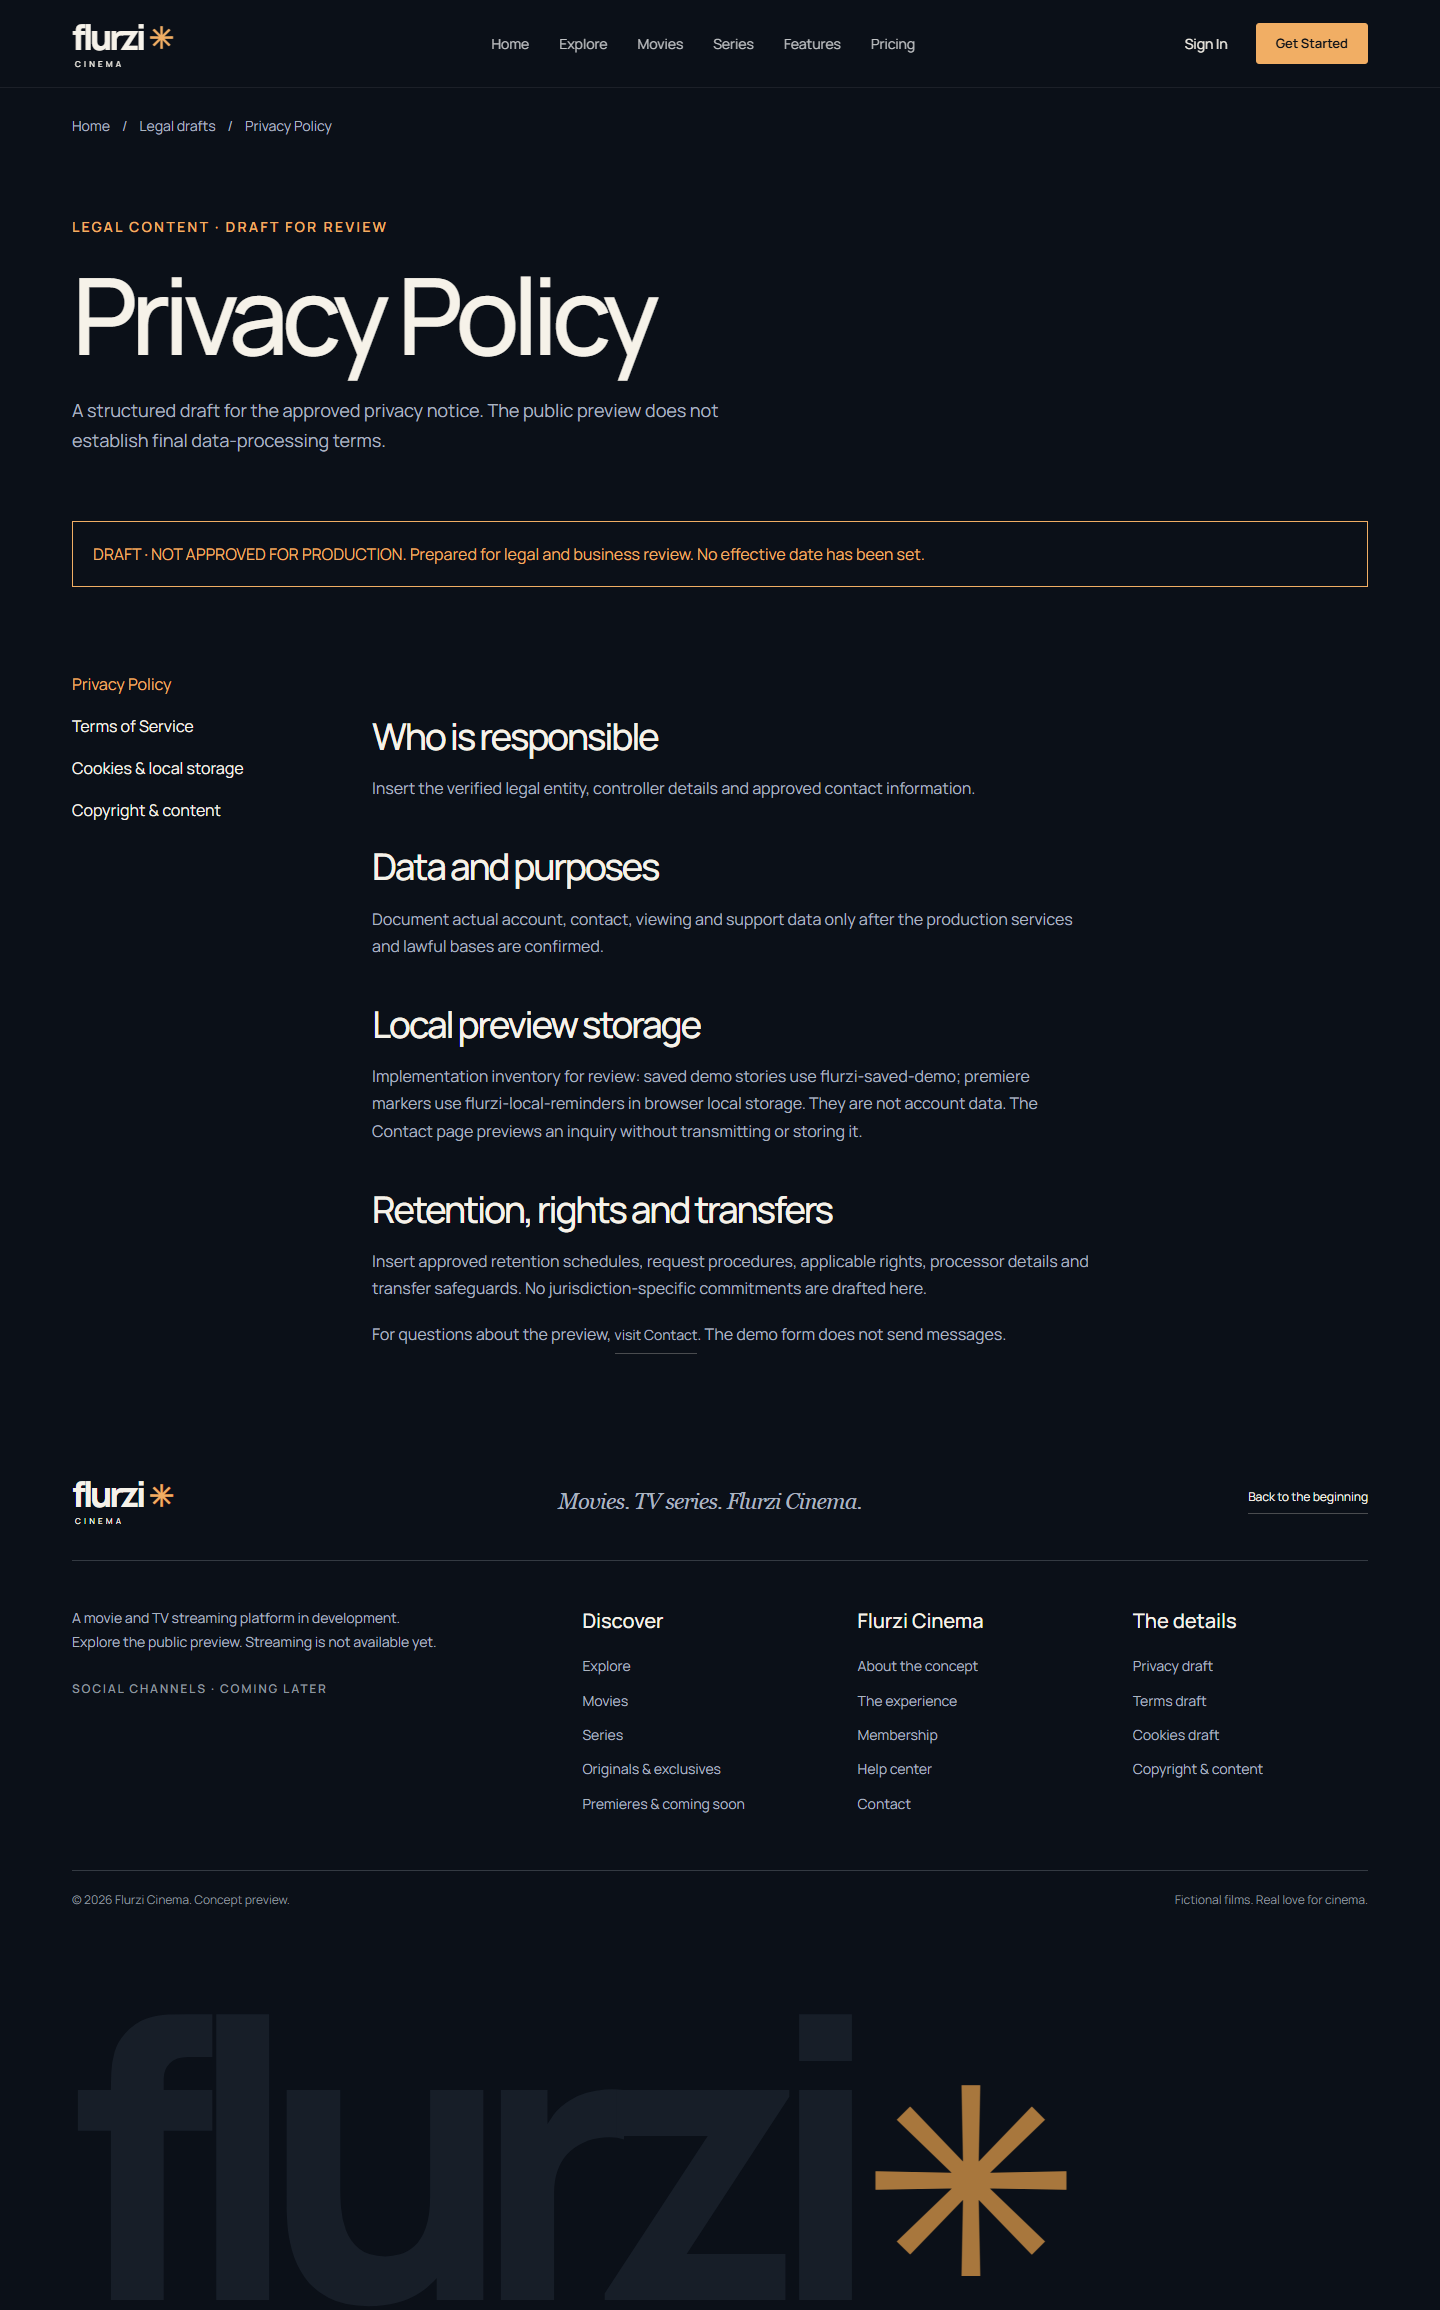 flurzi
CINEMA
Home Explore Movies Series Features Pricing
Sign In
Get Started
Home / Legal drafts / Privacy Policy
LEGAL CONTENT · DRAFT FOR REVIEW
Privacy Policy
A structured draft for the approved privacy notice. The public preview does not
establish final data-processing terms.
DRAFT · NOT APPROVED FOR PRODUCTION. Prepared for legal and business review. No effective date has been set.
Privacy Policy
Terms of Service
Cookies & local storage
Copyright & content
Who is responsible
Insert the verified legal entity, controller details and approved contact information.
Data and purposes
Document actual account, contact, viewing and support data only after the production services
and lawful bases are confirmed.
Local preview storage
Implementation inventory for review: saved demo stories use flurzi-saved-demo; premiere
markers use flurzi-local-reminders in browser local storage. They are not account data. The
Contact page previews an inquiry without transmitting or storing it.
Retention, rights and transfers
Insert approved retention schedules, request procedures, applicable rights, processor details and
transfer safeguards. No jurisdiction-specific commitments are drafted here.
For questions about the preview, visit Contact. The demo form does not send messages.
flurzi
CINEMA
Movies. TV series. Flurzi Cinema.
Back to the beginning
A movie and TV streaming platform in development.
Explore the public preview. Streaming is not available yet.
SOCIAL CHANNELS · COMING LATER
Discover
Explore
Movies
Series
Originals & exclusives
Premieres & coming soon
Flurzi Cinema
About the concept
The experience
Membership
Help center
Contact
The details
Privacy draft
Terms draft
Cookies draft
Copyright & content
© 2026 Flurzi Cinema. Concept preview.
Fictional films. Real love for cinema.
flurzi